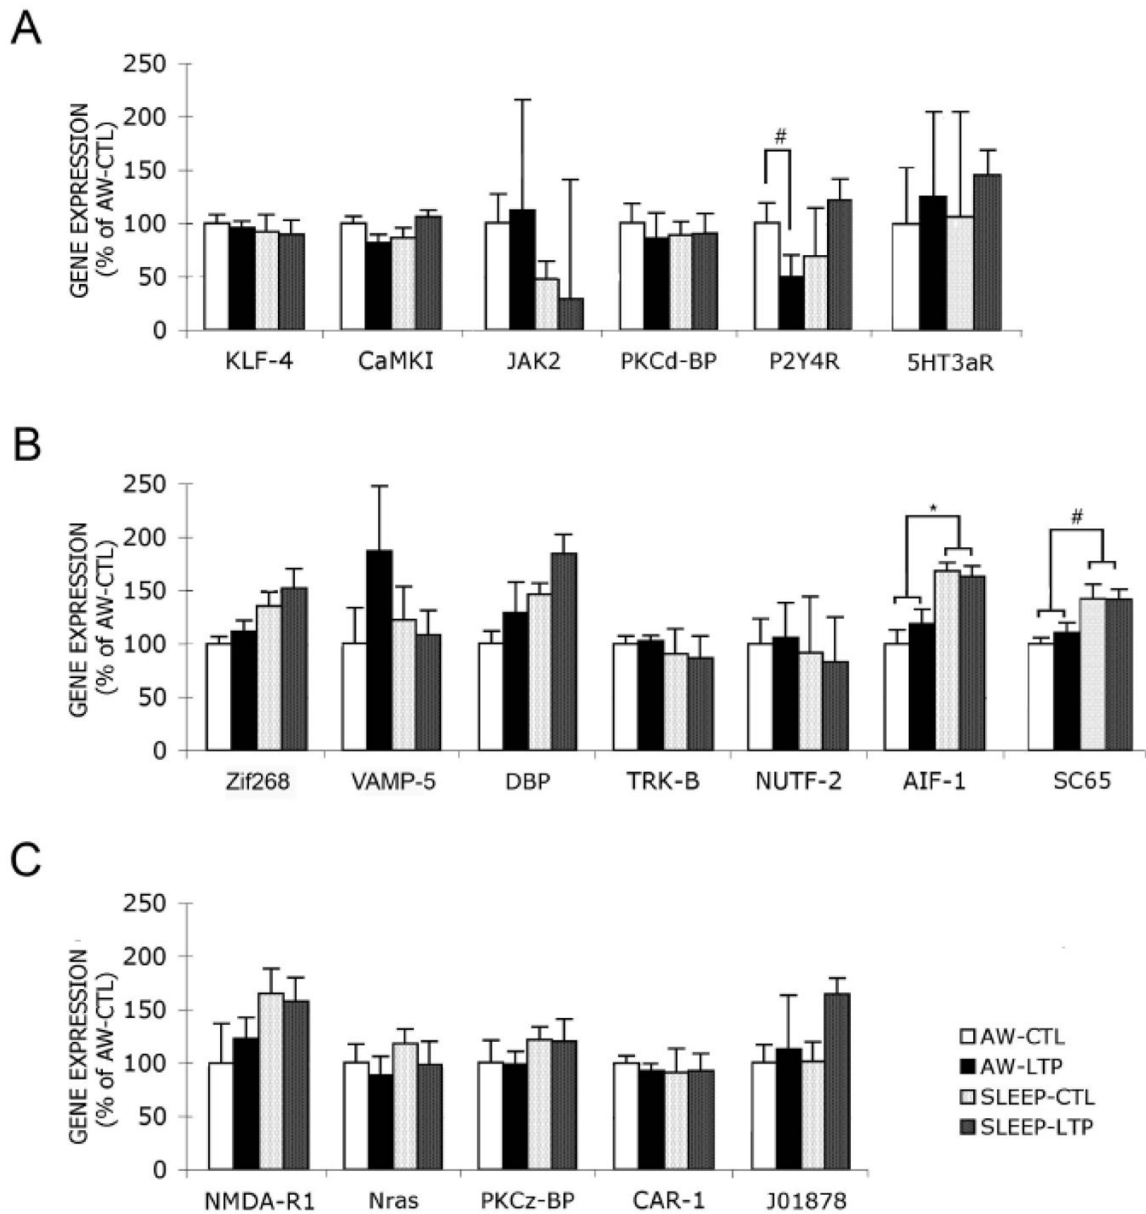 A
GENE EXPRESSION
(% of AW-CTL)
250
200
150
100
50
0
#
KLF-4 CaMKI JAK2 PKCd-BP P2Y4R 5HT3aR
B
GENE EXPRESSION
(% of AW-CTL)
250
200
150
100
50
0
* #
Zif268 VAMP-5 DBP TRK-B NUTF-2 AIF-1 SC65
C
GENE EXPRESSION
(% of AW-CTL)
250
200
150
100
50
0
NMDA-R1 Nras PKCz-BP CAR-1 J01878
AW-CTL
AW-LTP
SLEEP-CTL
SLEEP-LTP